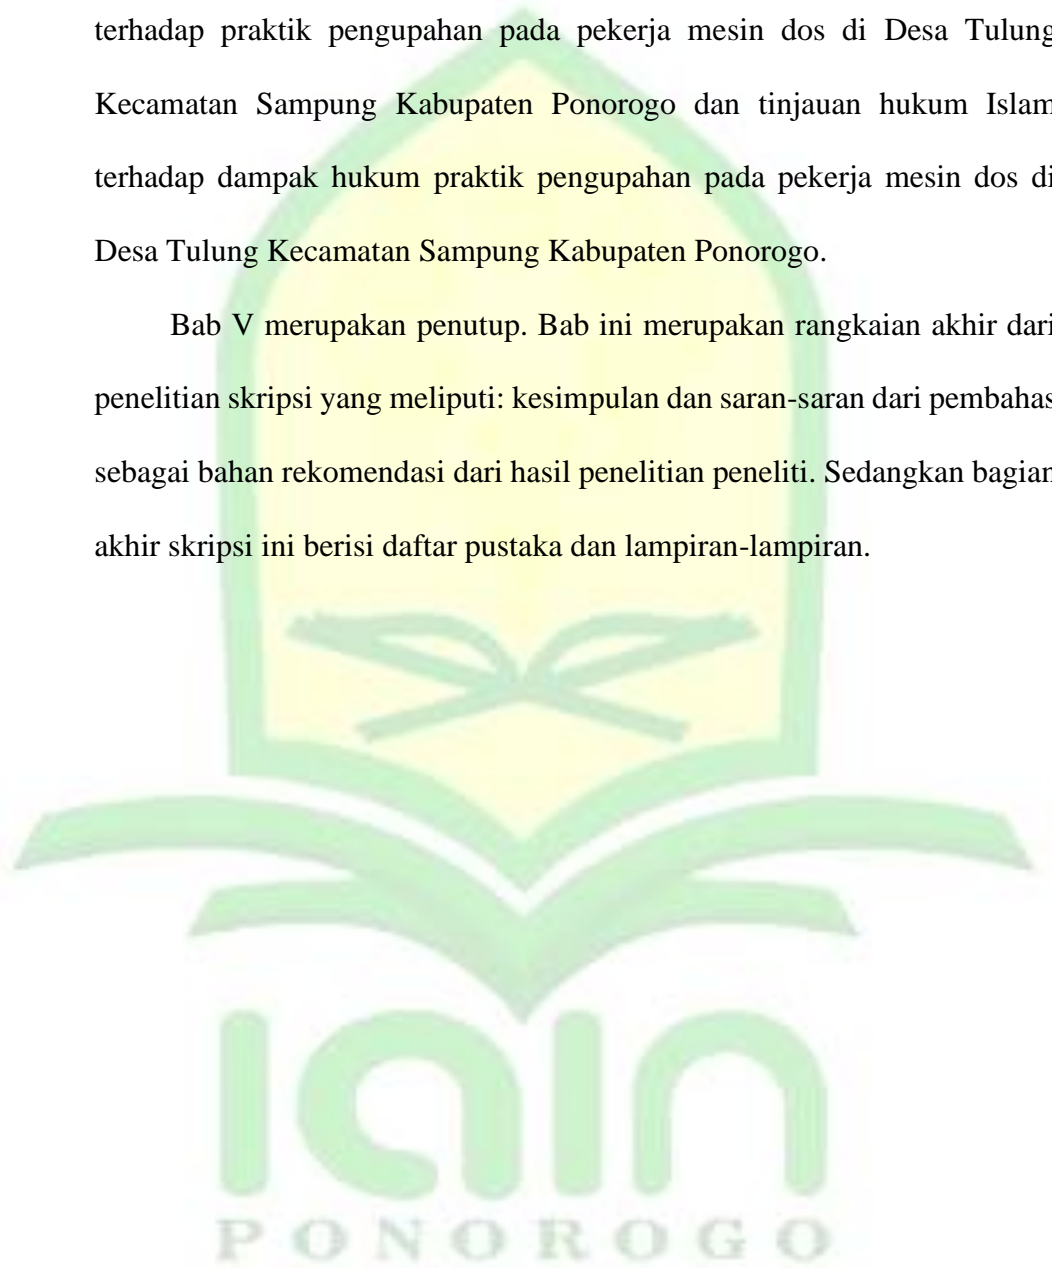 terhadap praktik pengupahan pada pekerja mesin dos di Desa Tulung
Kecamatan Sampung Kabupaten Ponorogo dan tinjauan hukum Islam
terhadap dampak hukum praktik pengupahan pada pekerja mesin dos di
Desa Tulung Kecamatan Sampung Kabupaten Ponorogo.
Bab V merupakan penutup. Bab ini merupakan rangkaian akhir dari
penelitian skripsi yang meliputi: kesimpulan dan saran-saran dari pembahas
sebagai bahan rekomendasi dari hasil penelitian peneliti. Sedangkan bagian
akhir skripsi ini berisi daftar pustaka dan lampiran-lampiran.
iain
PONOROGO